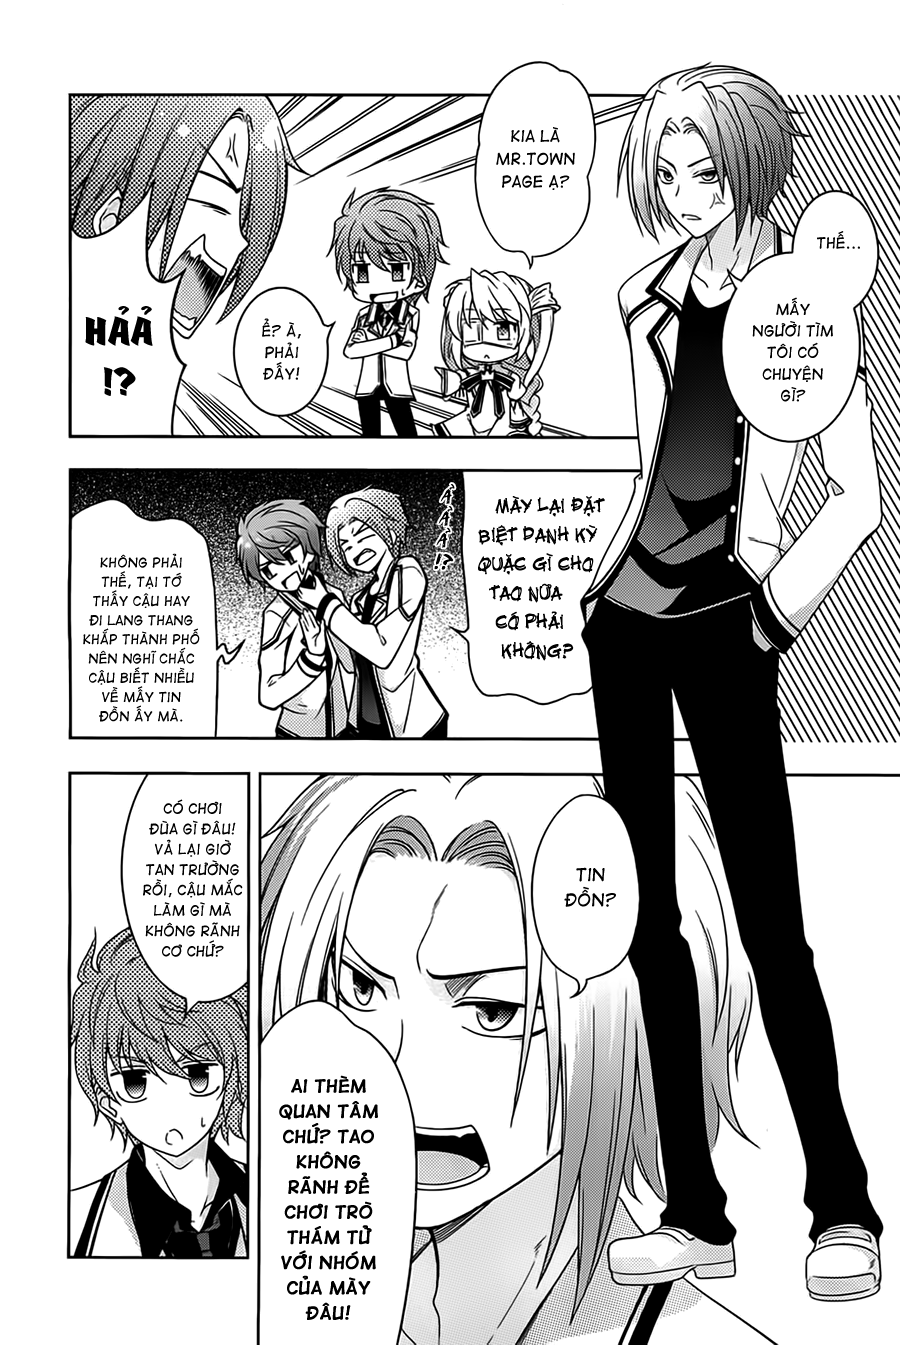 THẾ...
MẤY
NGƯỜI TÌM
TÔI CÓ
CHUYỆN
GÌ?
KIA LÀ
MR.TOWN
PAGE Ạ?
Ể? À,
PHẢI
ĐẤY!
HẢẢ
!?
MÀY LẠI ĐẶT
BIỆT DANH KỲ
QUẶC GÌ CHO
TAO NỮA
CÓ PHẢI
KHÔNG?
Ả Ả Ả !?
KHÔNG PHẢI
THẾ, TẠI TỚ
THẤY CẬU HAY
ĐI LANG THANG
KHẮP THÀNH PHỐ
NÊN NGHĨ CHẮC
CẬU BIẾT NHIỀU
VỀ MẤY TIN
ĐỒN ẤY MÀ.
TIN
ĐỒN?
AI THÈM
QUAN TÂM
CHỨ? TAO
KHÔNG
RÃNH ĐỂ
CHƠI TRÒ
THÁM TỬ
VỚI NHÓM
CỦA MÀY
ĐÂU!
CÓ CHƠI
ĐÙA GÌ ĐÂU!
VẢ LẠI GIỜ
TAN TRƯỜNG
RỒI, CẬU MẮC
LÀM GÌ MÀ
KHÔNG RÃNH
CƠ CHỨ?